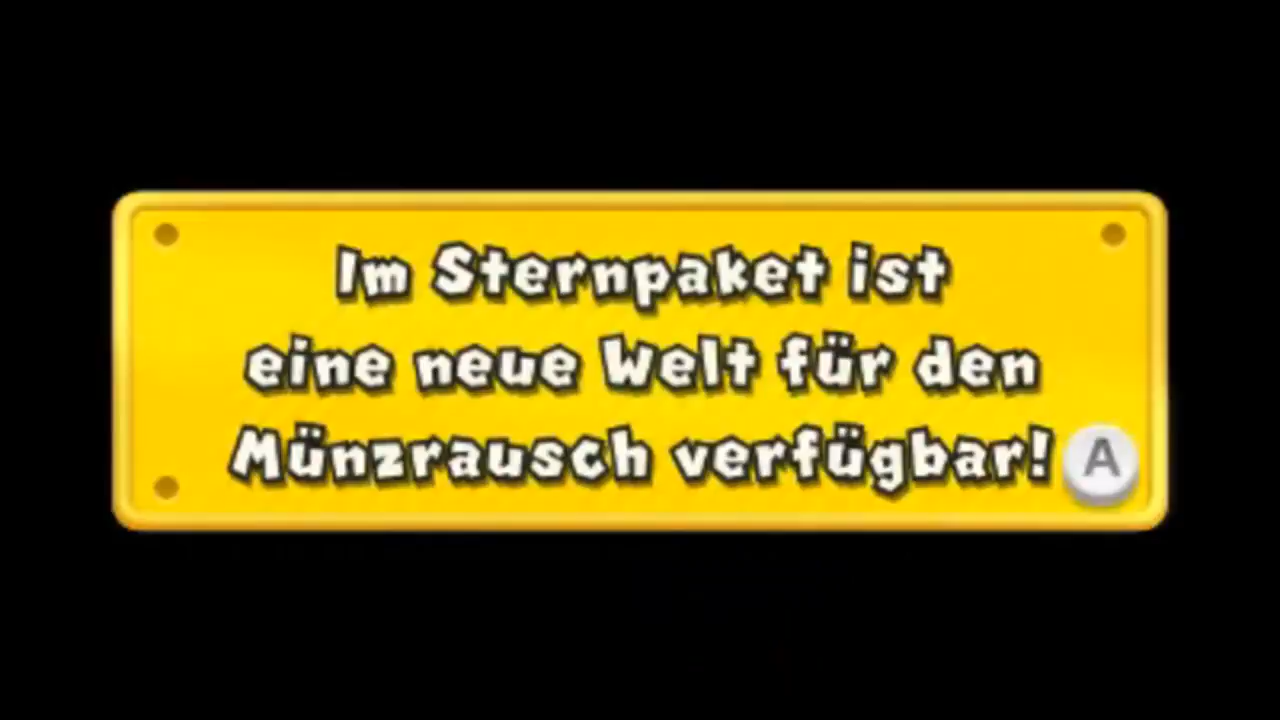 Im Sternpaket ist
eine neue Welt für den
Münzrausch verfügbar! A